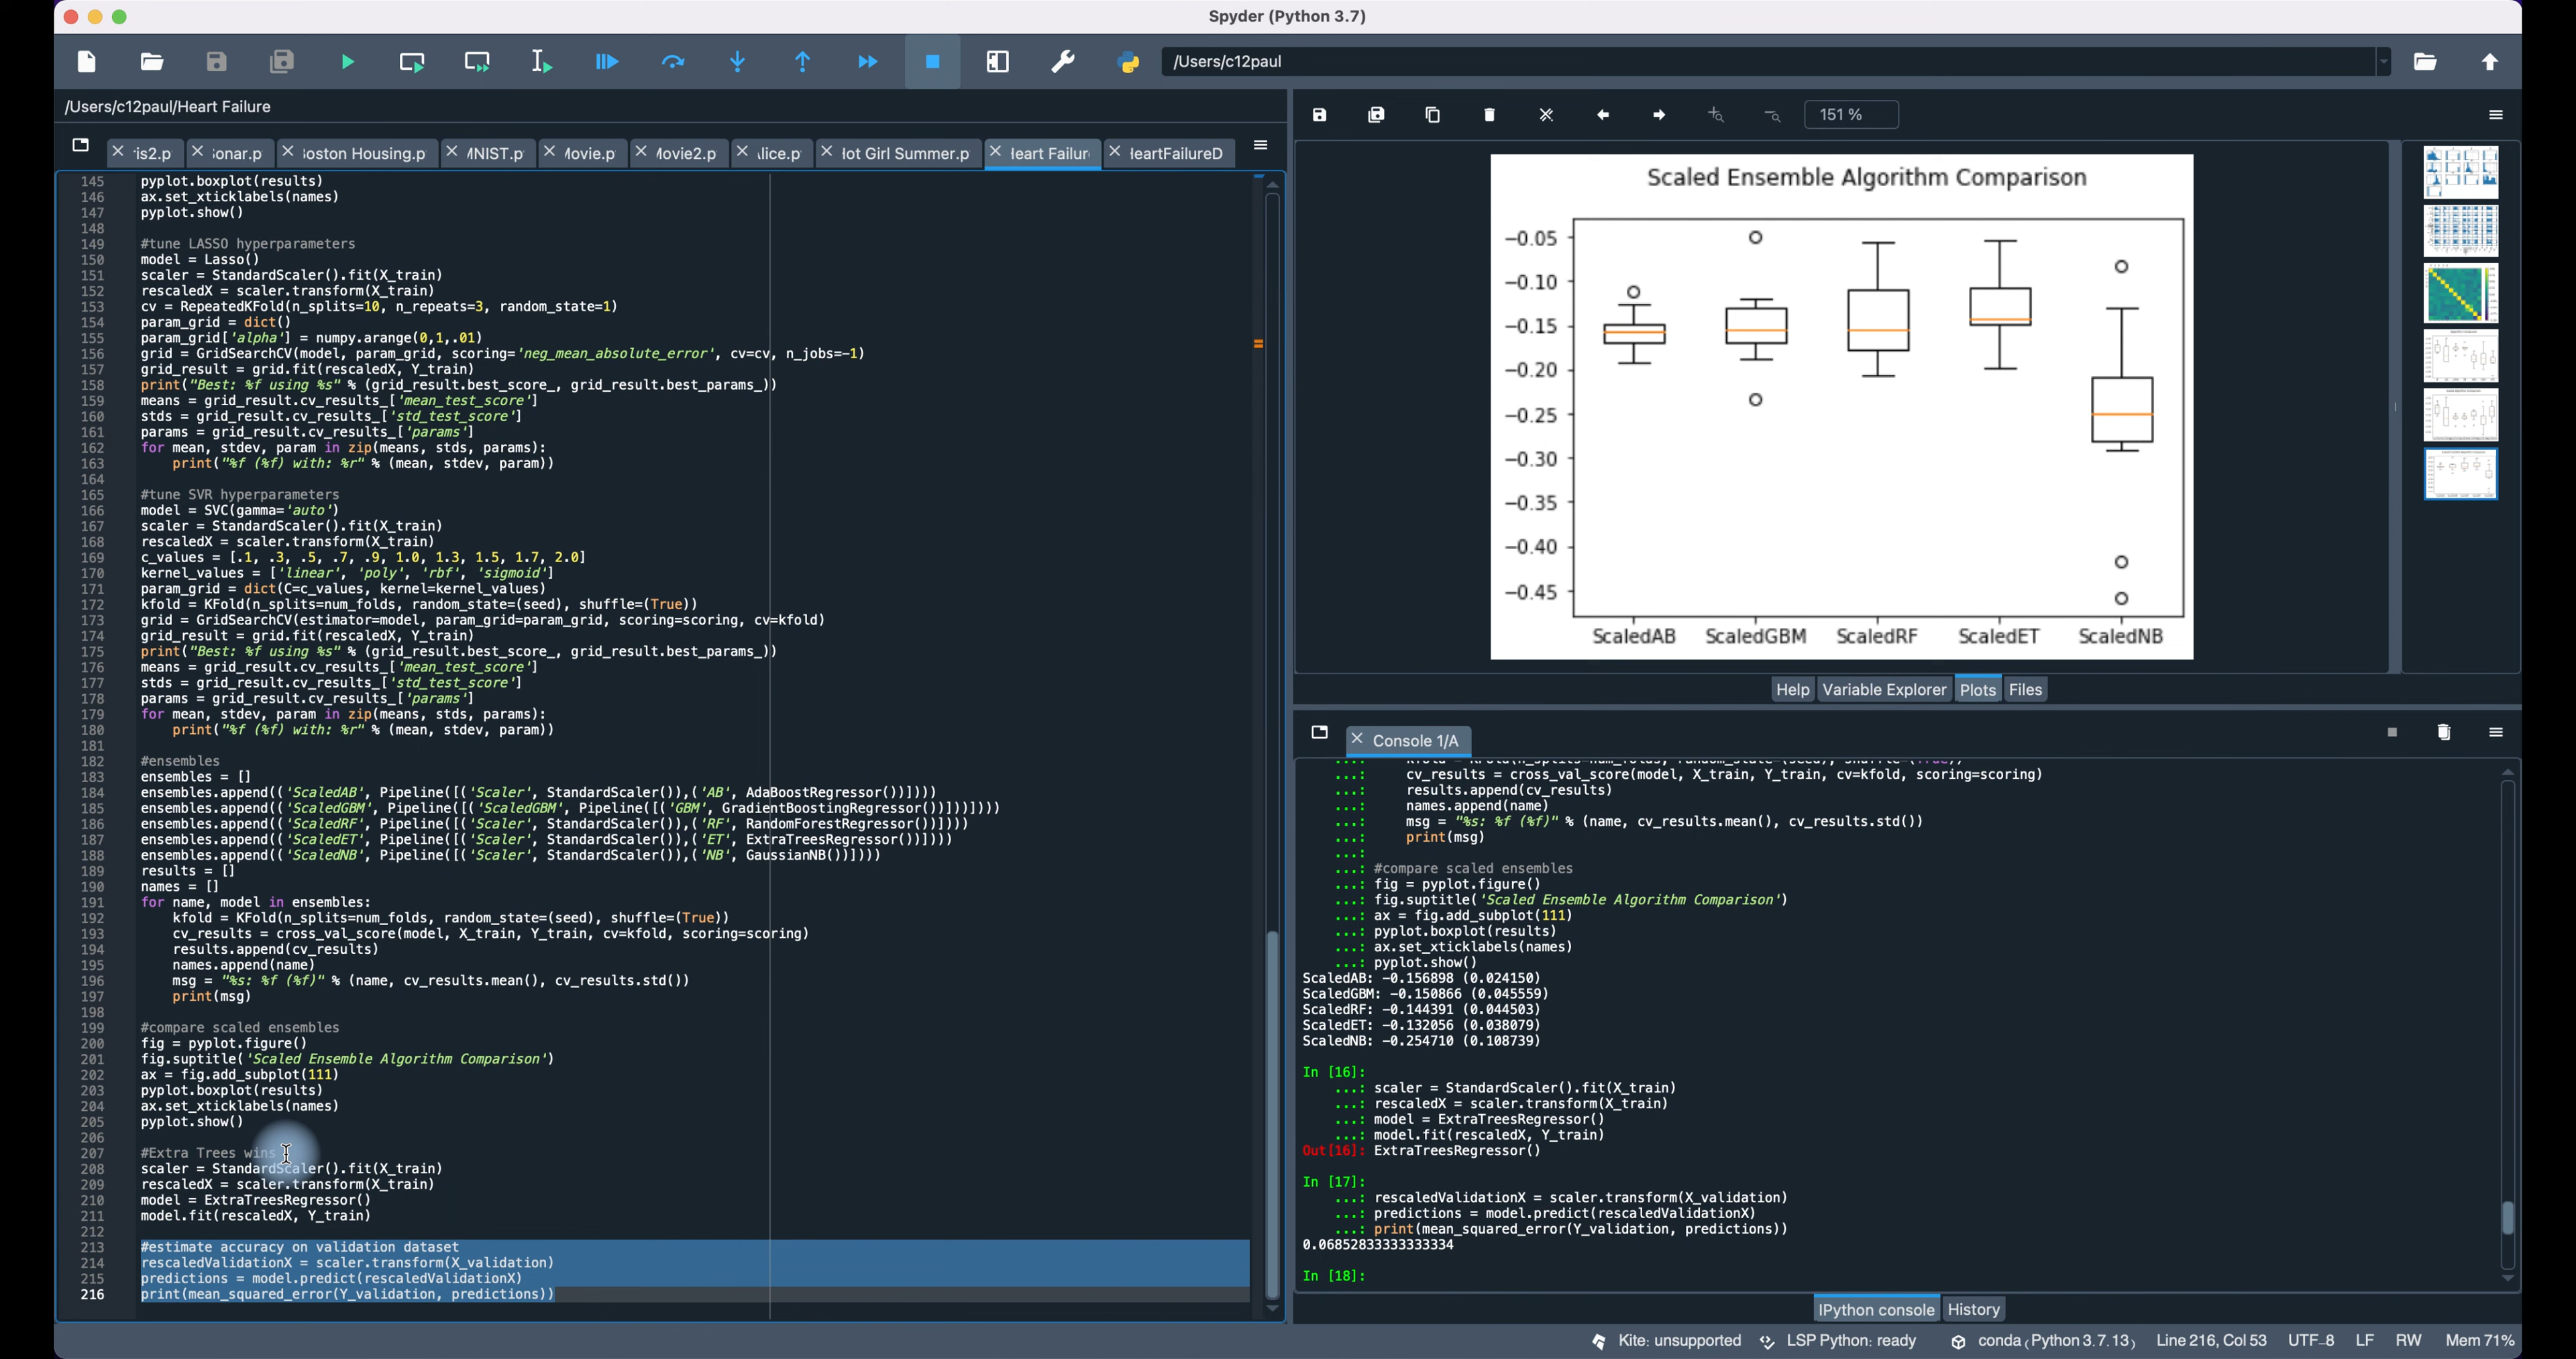 Spyder (Python 3.7)
/Users/c12paul
/Users/c12paul/Heart Failure
ris2.p
onar.p
oston Housing.p
MNIST.p
Movie.p
Movie2.p
lice.p
ot Girl Summer.p
eart Failur
eartFailureD
145 pyplot.boxplot(results)
146 ax.set_xticklabels(names)
147 pyplot.show()
148
149 #tune LASSO hyperparameters
150 model = Lasso()
151 scaler = StandardScaler().fit(X_train)
152 rescaledX = scaler.transform(X_train)
153 cv = RepeatedKFold(n_splits=10, n_repeats=3, random_state=1)
154 param_grid = dict()
155 param_grid['alpha'] = numpy.arange(0,1,.01)
156 grid = GridSearchCV(model, param_grid, scoring='neg_mean_absolute_error', cv=cv, n_jobs=-1)
157 grid_result = grid.fit(rescaledX, Y_train)
158 print("Best: %f using %s" % (grid_result.best_score_, grid_result.best_params_))
159 means = grid_result.cv_results_['mean_test_score']
160 stds = grid_result.cv_results_['std_test_score']
161 params = grid_result.cv_results_['params']
162 for mean, stdev, param in zip(means, stds, params):
163 print("%f (%f) with: %r" % (mean, stdev, param))
164
165 #tune SVR hyperparameters
166 model = SVC(gamma='auto')
167 scaler = StandardScaler().fit(X_train)
168 rescaledX = scaler.transform(X_train)
169 c_values = [.1, .3, .5, .7, .9, 1.0, 1.3, 1.5, 1.7, 2.0]
170 kernel_values = ['linear', 'poly', 'rbf', 'sigmoid']
171 param_grid = dict(C=c_values, kernel=kernel_values)
172 kfold = KFold(n_splits=num_folds, random_state=(seed), shuffle=(True))
173 grid = GridSearchCV(estimator=model, param_grid=param_grid, scoring=scoring, cv=kfold)
174 grid_result = grid.fit(rescaledX, Y_train)
175 print("Best: %f using %s" % (grid_result.best_score_, grid_result.best_params_))
176 means = grid_result.cv_results_['mean_test_score']
177 stds = grid_result.cv_results_['std_test_score']
178 params = grid_result.cv_results_['params']
179 for mean, stdev, param in zip(means, stds, params):
180 print("%f (%f) with: %r" % (mean, stdev, param))
181
182 #ensembles
183 ensembles = []
184 ensembles.append(('ScaledAB', Pipeline([('Scaler', StandardScaler()),('AB', AdaBoostRegressor())])))
185 ensembles.append(('ScaledGBM', Pipeline([('ScaledGBM', Pipeline([('GBM', GradientBoostingRegressor())]))])))
186 ensembles.append(('ScaledRF', Pipeline([('Scaler', StandardScaler()),('RF', RandomForestRegressor())])))
187 ensembles.append(('ScaledET', Pipeline([('Scaler', StandardScaler()),('ET', ExtraTreesRegressor())])))
188 ensembles.append(('ScaledNB', Pipeline([('Scaler', StandardScaler()),('NB', GaussianNB())])))
189 results = []
190 names = []
191 for name, model in ensembles:
192 kfold = KFold(n_splits=num_folds, random_state=(seed), shuffle=(True))
193 cv_results = cross_val_score(model, X_train, Y_train, cv=kfold, scoring=scoring)
194 results.append(cv_results)
195 names.append(name)
196 msg = "%s: %f (%f)" % (name, cv_results.mean(), cv_results.std())
197 print(msg)
198
199 #compare scaled ensembles
200 fig = pyplot.figure()
201 fig.suptitle('Scaled Ensemble Algorithm Comparison')
202 ax = fig.add_subplot(111)
203 pyplot.boxplot(results)
204 ax.set_xticklabels(names)
205 pyplot.show()
206
207 #Extra Trees wins
208 scaler = StandardScaler().fit(X_train)
209 rescaledX = scaler.transform(X_train)
210 model = ExtraTreesRegressor()
211 model.fit(rescaledX, Y_train)
212
213 #estimate accuracy on validation dataset
214 rescaledValidationX = scaler.transform(X_validation)
215 predictions = model.predict(rescaledValidationX)
216 print(mean_squared_error(Y_validation, predictions))
151 %
Scaled Ensemble Algorithm Comparison
−0.05
−0.10
−0.15
−0.20
−0.25
−0.30
−0.35
−0.40
−0.45
ScaledAB ScaledGBM ScaledRF ScaledET ScaledNB
Help Variable Explorer Plots Files
Console 1/A
...: kfold = KFold(n_splits=num_folds, random_state=(seed), shuffle=(True))
...: cv_results = cross_val_score(model, X_train, Y_train, cv=kfold, scoring=scoring)
...: results.append(cv_results)
...: names.append(name)
...: msg = "%s: %f (%f)" % (name, cv_results.mean(), cv_results.std())
...: print(msg)
...:
...: #compare scaled ensembles
...: fig = pyplot.figure()
...: fig.suptitle('Scaled Ensemble Algorithm Comparison')
...: ax = fig.add_subplot(111)
...: pyplot.boxplot(results)
...: ax.set_xticklabels(names)
...: pyplot.show()
ScaledAB: -0.156898 (0.024150)
ScaledGBM: -0.150866 (0.045559)
ScaledRF: -0.144391 (0.044503)
ScaledET: -0.132056 (0.038079)
ScaledNB: -0.254710 (0.108739)
In [16]:
...: scaler = StandardScaler().fit(X_train)
...: rescaledX = scaler.transform(X_train)
...: model = ExtraTreesRegressor()
...: model.fit(rescaledX, Y_train)
Out[16]: ExtraTreesRegressor()
In [17]:
...: rescaledValidationX = scaler.transform(X_validation)
...: predictions = model.predict(rescaledValidationX)
...: print(mean_squared_error(Y_validation, predictions))
0.06852833333333334
In [18]:
IPython console History
Kite: unsupported LSP Python: ready conda (Python 3.7.13) Line 216, Col 53 UTF-8 LF RW Mem 71%